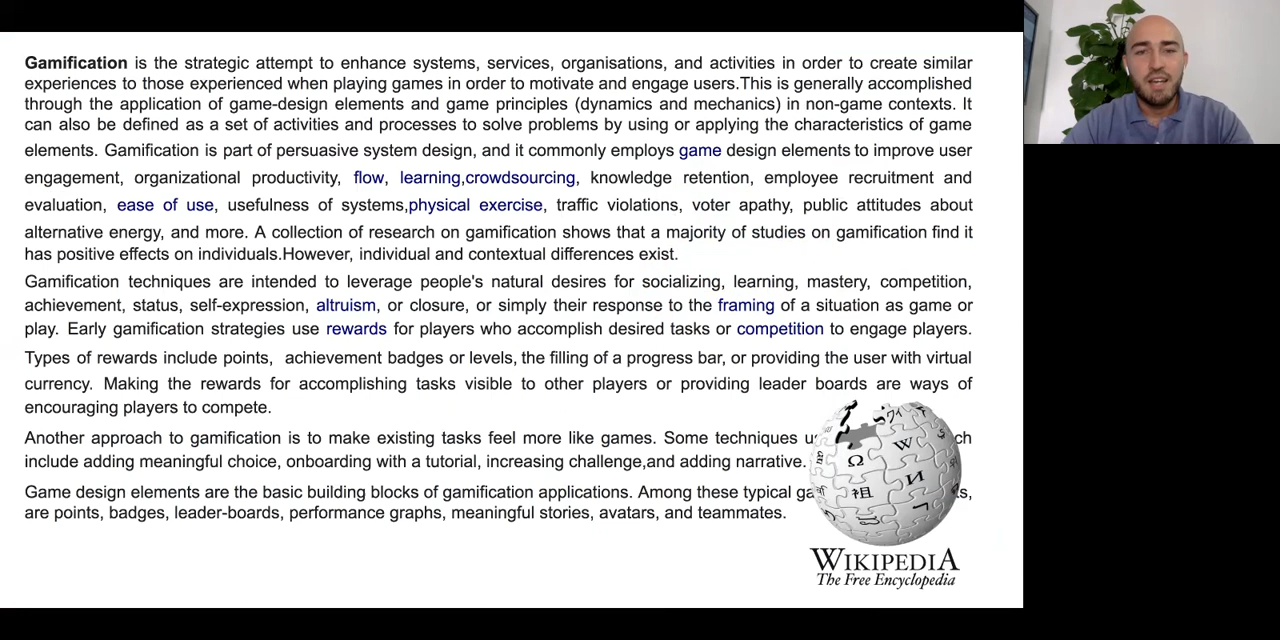 Gamification is the strategic attempt to enhance systems, services, organisations, and activities in order to create similar
experiences to those experienced when playing games in order to motivate and engage users.This is generally accomplished
through the application of game-design elements and game principles (dynamics and mechanics) in non-game contexts. It
can also be defined as a set of activities and processes to solve problems by using or applying the characteristics of game
elements. Gamification is part of persuasive system design, and it commonly employs game design elements to improve user
engagement, organizational productivity, flow, learning,crowdsourcing, knowledge retention, employee recruitment and
evaluation, ease of use, usefulness of systems,physical exercise, traffic violations, voter apathy, public attitudes about
alternative energy, and more. A collection of research on gamification shows that a majority of studies on gamification find it
has positive effects on individuals.However, individual and contextual differences exist.
Gamification techniques are intended to leverage people's natural desires for socializing, learning, mastery, competition,
achievement, status, self-expression, altruism, or closure, or simply their response to the framing of a situation as game or
play. Early gamification strategies use rewards for players who accomplish desired tasks or competition to engage players.
Types of rewards include points, achievement badges or levels, the filling of a progress bar, or providing the user with virtual
currency. Making the rewards for accomplishing tasks visible to other players or providing leader boards are ways of
encouraging players to compete.
Another approach to gamification is to make existing tasks feel more like games. Some techniques
include adding meaningful choice, onboarding with a tutorial, increasing challenge,and adding narrative.
Game design elements are the basic building blocks of gamification applications. Among these typical
are points, badges, leader-boards, performance graphs, meaningful stories, avatars, and teammates.
Ω W И 祖
WIKIPEDIA
The Free Encyclopedia